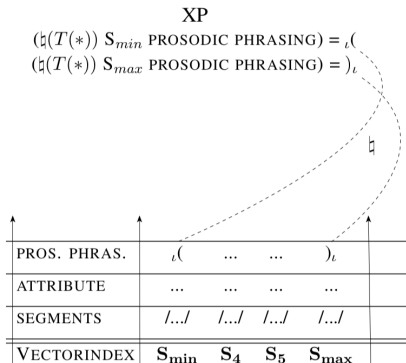 XP
(♮(T(∗)) S_min PROSODIC PHRASING) = ι(
(♮(T(∗)) S_max PROSODIC PHRASING) = )ι
♮
PROS. PHRAS. ι( ... ... )ι
ATTRIBUTE ... ... ... ...
SEGMENTS /.../ /.../ /.../ /.../
VECTORINDEX S_min S_4 S_5 S_max